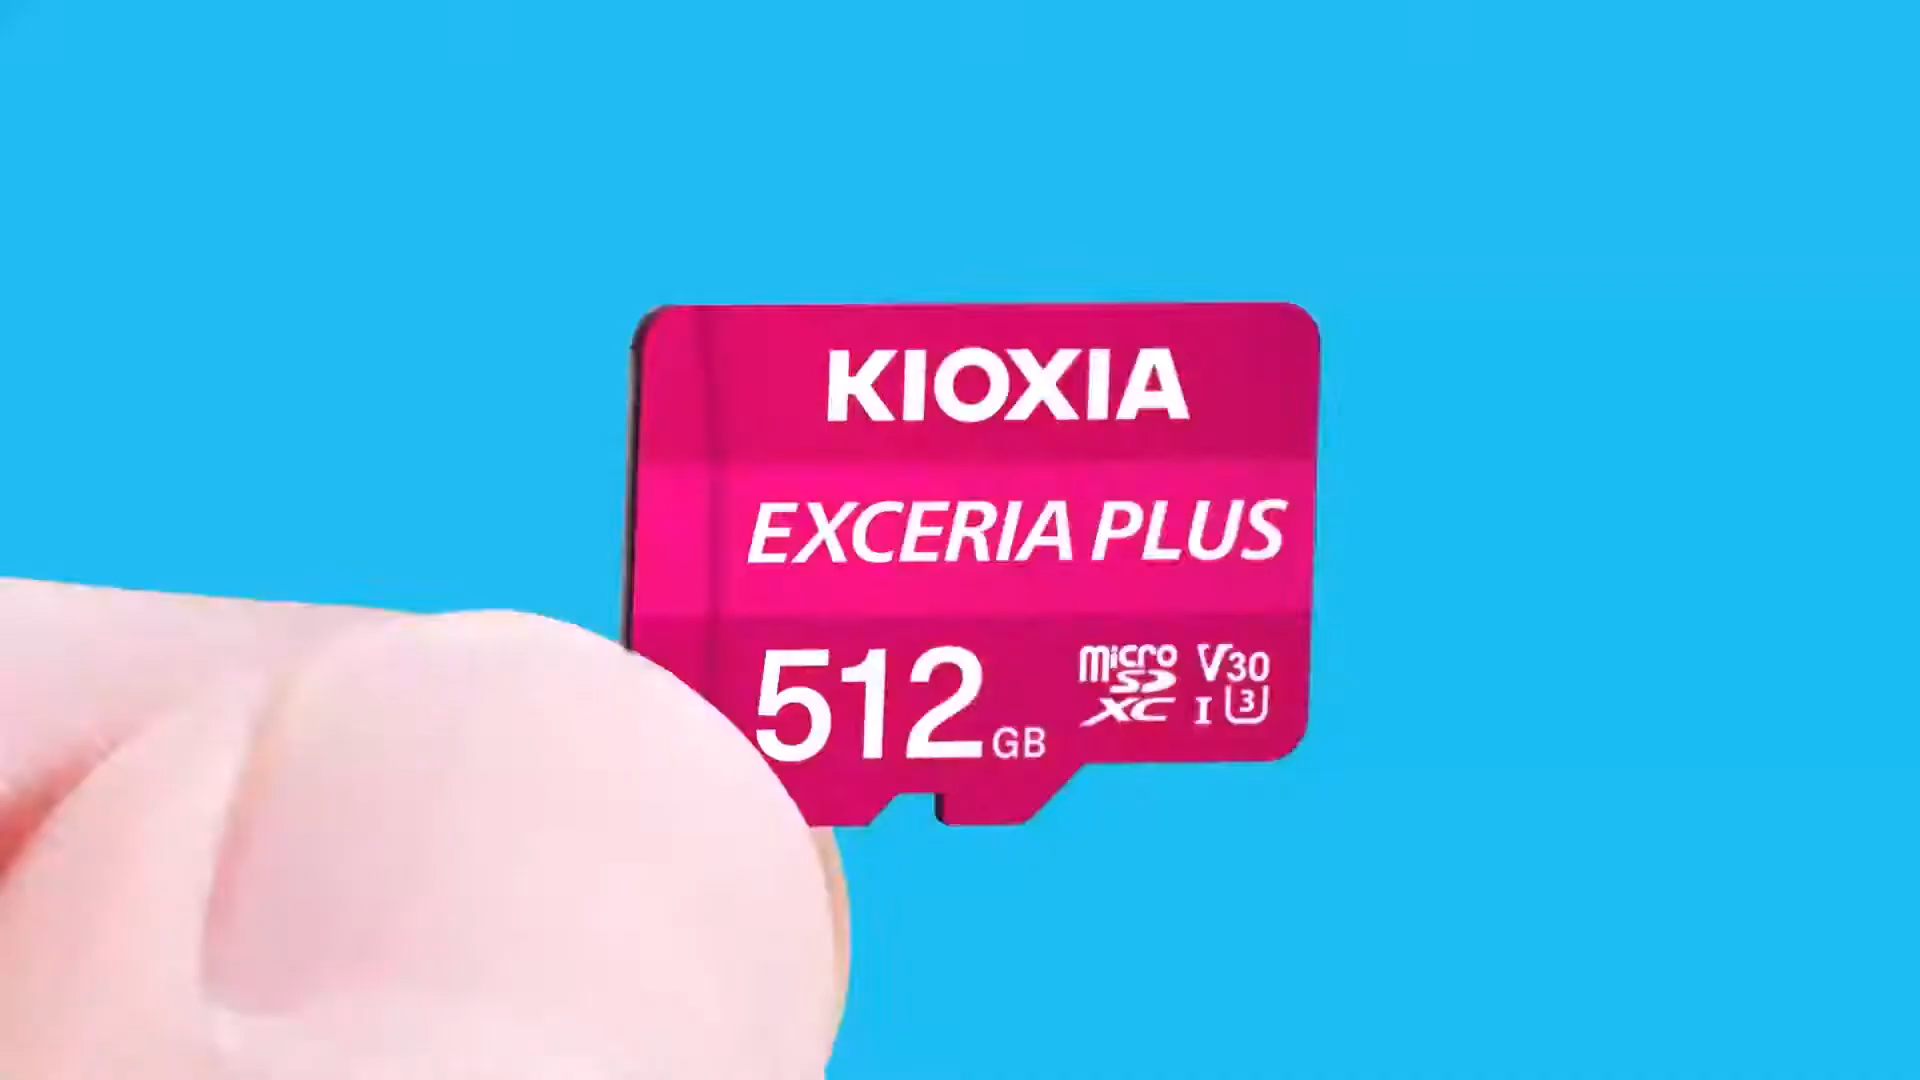 KIOXIA
EXCERIA PLUS
512 GB
micro SD XC
V30
I 3